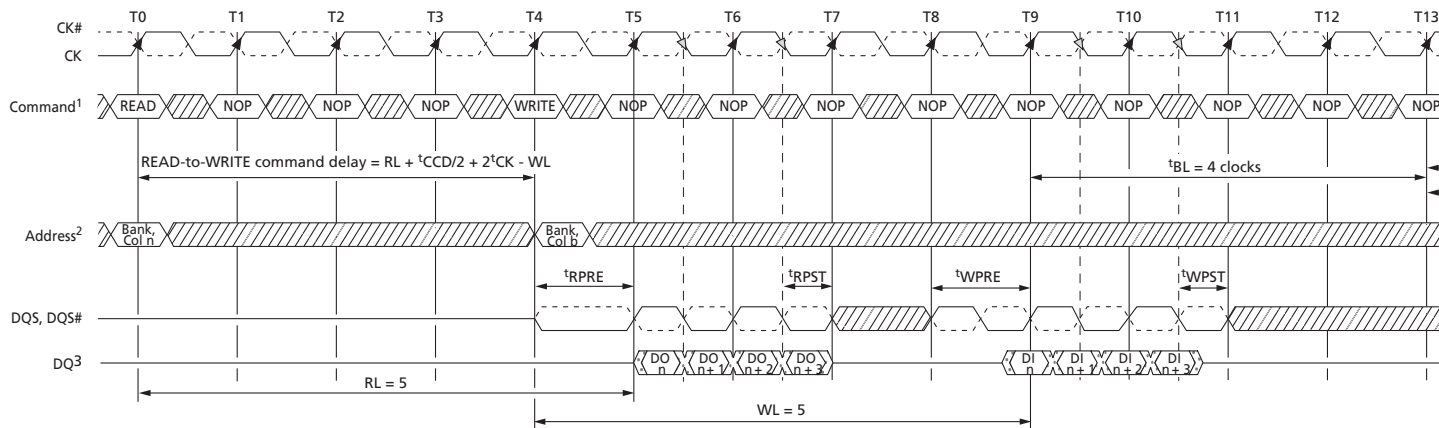 T0 T1 T2 T3 T4 T5 T6 T7 T8 T9 T10 T11 T12 T13
CK#
CK
Command1 READ NOP NOP NOP WRITE NOP NOP NOP NOP NOP NOP NOP NOP NOP
READ-to-WRITE command delay = RL + tCCD/2 + 2tCK - WL
tBL = 4 clocks
Address2 Bank, Col n Bank, Col b
tRPRE tRPST tWPRE tWPST
DQS, DQS#
DQ3 DO n DO n + 1 DO n + 2 DO n + 3 DI n DI n + 1 DI n + 2 DI n + 3
RL = 5
WL = 5